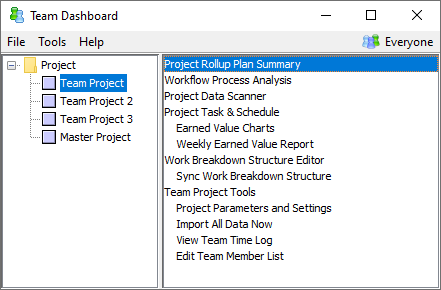 Team Dashboard
File Tools Help Everyone
Project
Team Project
Team Project 2
Team Project 3
Master Project
Project Rollup Plan Summary
Workflow Process Analysis
Project Data Scanner
Project Task & Schedule
Earned Value Charts
Weekly Earned Value Report
Work Breakdown Structure Editor
Sync Work Breakdown Structure
Team Project Tools
Project Parameters and Settings
Import All Data Now
View Team Time Log
Edit Team Member List